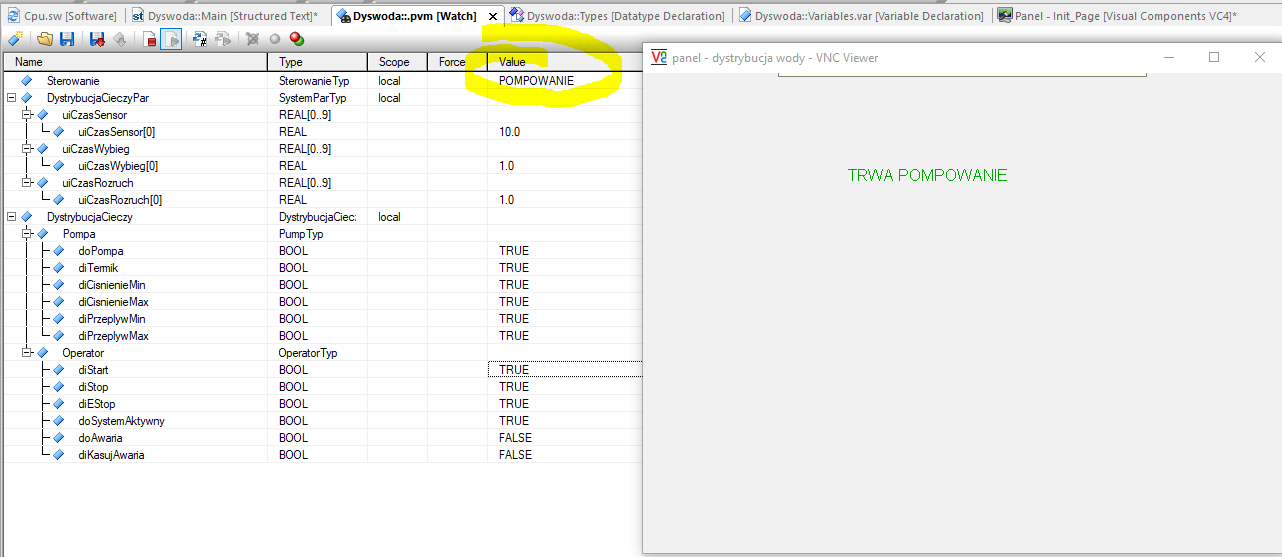 Cpu.sw [Software]
Dyswoda::Main [Structured Text]*
Dyswoda::.pvm [Watch]
Dyswoda::Types [Datatype Declaration]
Dyswoda::Variables.var [Variable Declaration]
Panel - Init_Page [Visual Components VC4]*
Name Type Scope Force Value
Sterowanie SterowanieTyp local POMPOWANIE
DystrybucjaCieczyPar SystemParTyp local
uiCzasSensor REAL[0..9]
uiCzasSensor[0] REAL 10.0
uiCzasWybieg REAL[0..9]
uiCzasWybieg[0] REAL 1.0
uiCzasRozruch REAL[0..9]
uiCzasRozruch[0] REAL 1.0
DystrybucjaCieczy DystrybucjaCiec: local
Pompa PumpTyp
doPompa BOOL TRUE
diTermik BOOL TRUE
diCisnienieMin BOOL TRUE
diCisnienieMax BOOL TRUE
diPrzeplywMin BOOL TRUE
diPrzeplywMax BOOL TRUE
Operator OperatorTyp
diStart BOOL TRUE
diStop BOOL TRUE
diEStop BOOL TRUE
doSystemAktywny BOOL TRUE
doAwaria BOOL FALSE
diKasujAwaria BOOL FALSE
panel - dystrybucja wody - VNC Viewer
TRWA POMPOWANIE